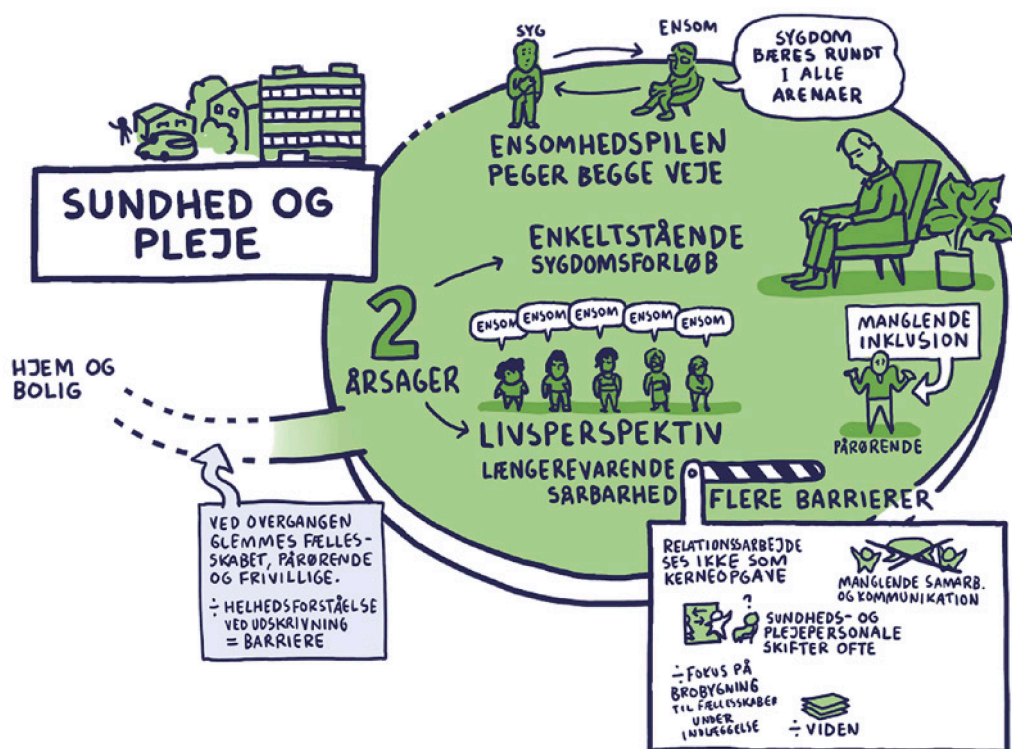 SYG
ENSOM
SYGDOM
BÆRES RUNDT
I ALLE
ARENAER
ENSOMHEDSPILEN
PEGER BEGGE VEJE
SUNDHED OG
PLEJE
ENKELTSTÅENDE
SYGDOMSFORLØB
2
ÅRSAGER
ENSOM
ENSOM
ENSOM
ENSOM
ENSOM
LIVSPERSPEKTIV
LÆNGEREVARENDE
SÅRBARHED
MANGLENDE
INKLUSION
PÅRØRENDE
HJEM OG
BOLIG
VED OVERGANGEN
GLEMMES FÆLLES-
SKABET, PÅRØRENDE
OG FRIVILLIGE.
÷ HELHEDSFORSTÅELSE
VED UDSKRIVNING
= BARRIERE
FLERE BARRIERER
RELATIONSARBEJDE
SES IKKE SOM
KERNEOPGAVE
MANGLENDE SAMARB.
OG KOMMUNIKATION
?
SUNDHEDS- OG
PLEJEPERSONALE
SKIFTER OFTE
÷ FOKUS PÅ
BROBYGNING
TIL FÆLLESSKABER
UNDER
INDLÆGGELSE
÷ VIDEN